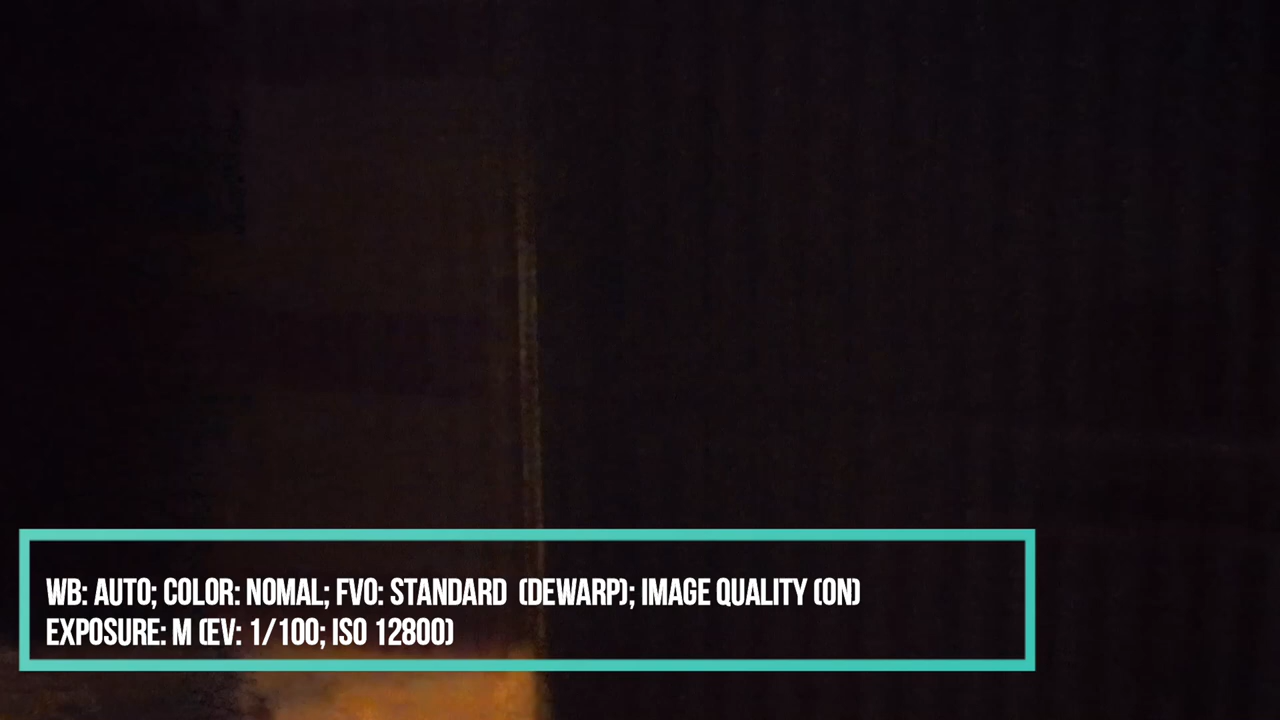 WB: AUTO; COLOR: NOMAL; FVO: STANDARD (DEWARP); IMAGE QUALITY (ON)
EXPOSURE: M (EV: 1/100; ISO 12800)